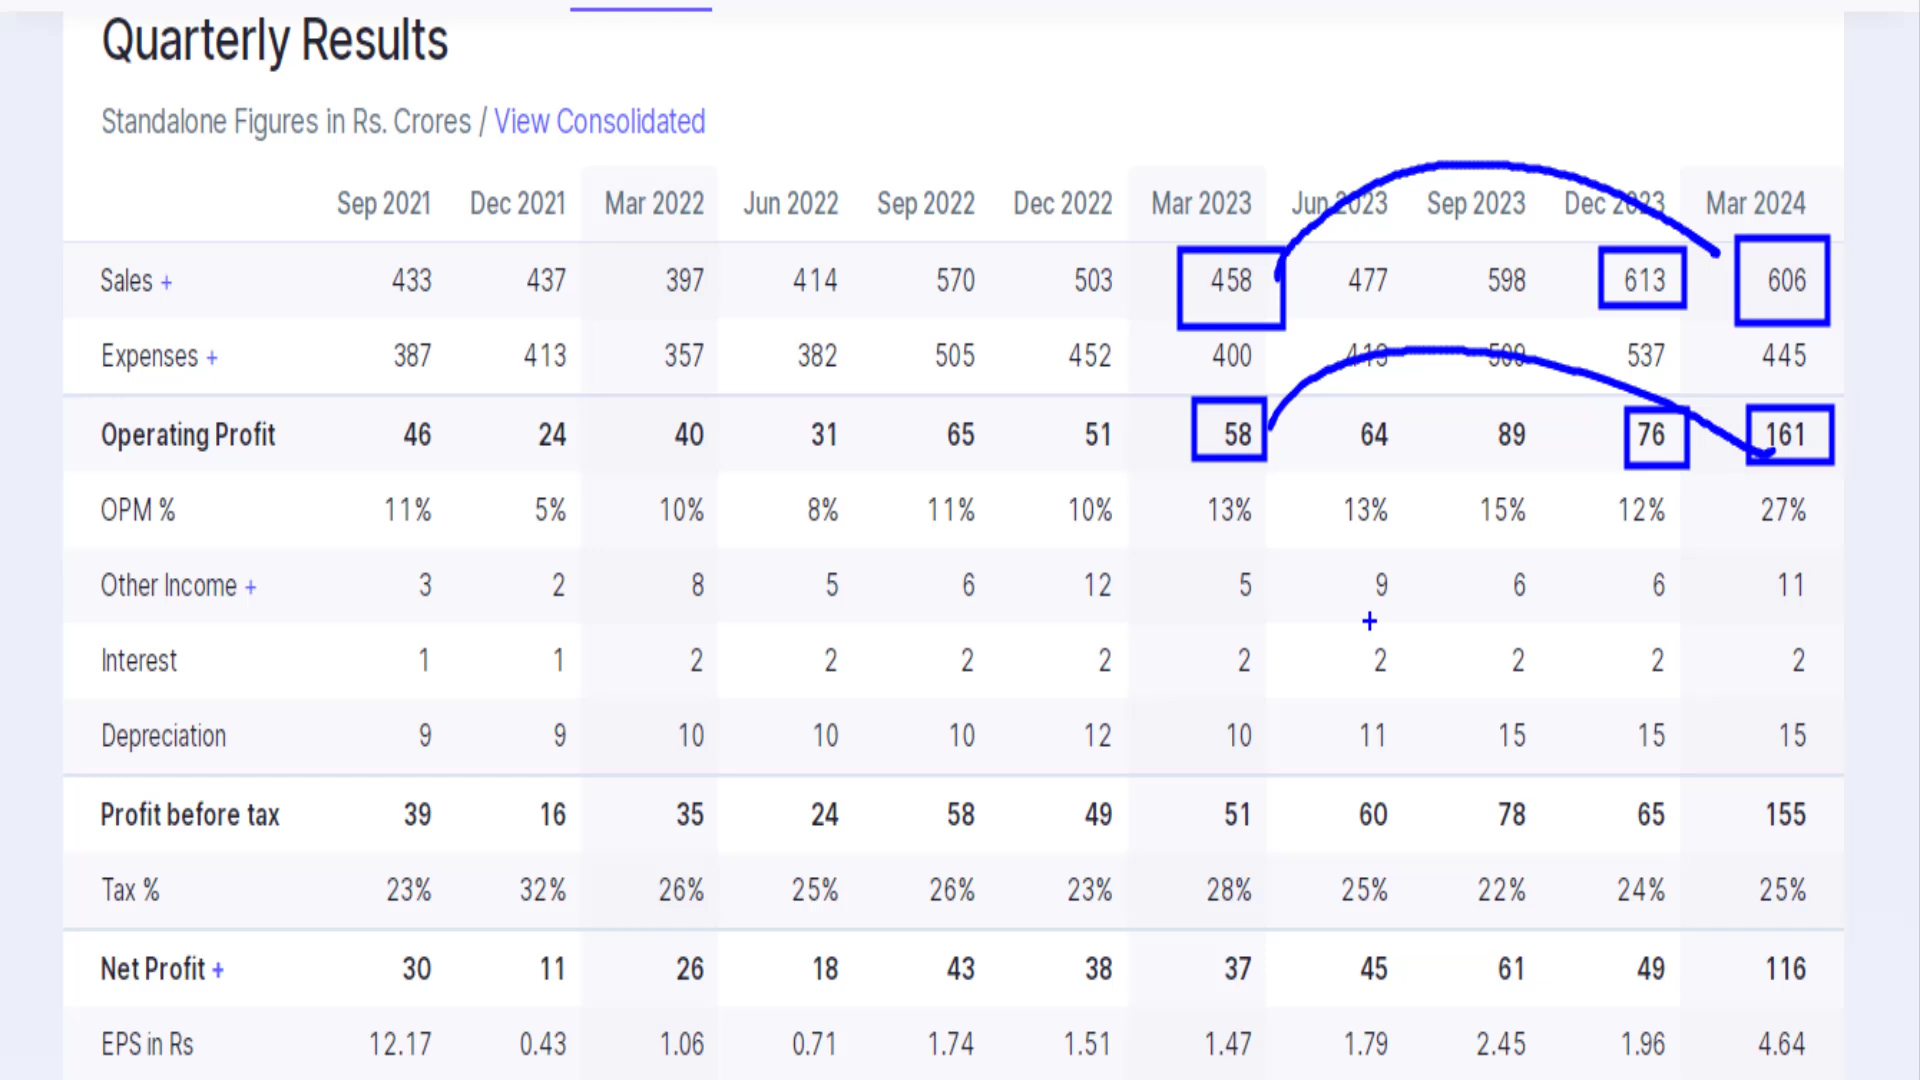 Quarterly Results
Standalone Figures in Rs. Crores / View Consolidated
Sep 2021 Dec 2021 Mar 2022 Jun 2022 Sep 2022 Dec 2022 Mar 2023 Jun 2023 Sep 2023 Dec 2023 Mar 2024
Sales + 433 437 397 414 570 503 458 477 598 613 606
Expenses + 387 413 357 382 505 452 400 413 509 537 445
Operating Profit 46 24 40 31 65 51 58 64 89 76 161
OPM % 11% 5% 10% 8% 11% 10% 13% 13% 15% 12% 27%
Other Income + 3 2 8 5 6 12 5 9 6 6 11
Interest 1 1 2 2 2 2 2 2 2 2 2
Depreciation 9 9 10 10 10 12 10 11 15 15 15
Profit before tax 39 16 35 24 58 49 51 60 78 65 155
Tax % 23% 32% 26% 25% 26% 23% 28% 25% 22% 24% 25%
Net Profit + 30 11 26 18 43 38 37 45 61 49 116
EPS in Rs 12.17 0.43 1.06 0.71 1.74 1.51 1.47 1.79 2.45 1.96 4.64